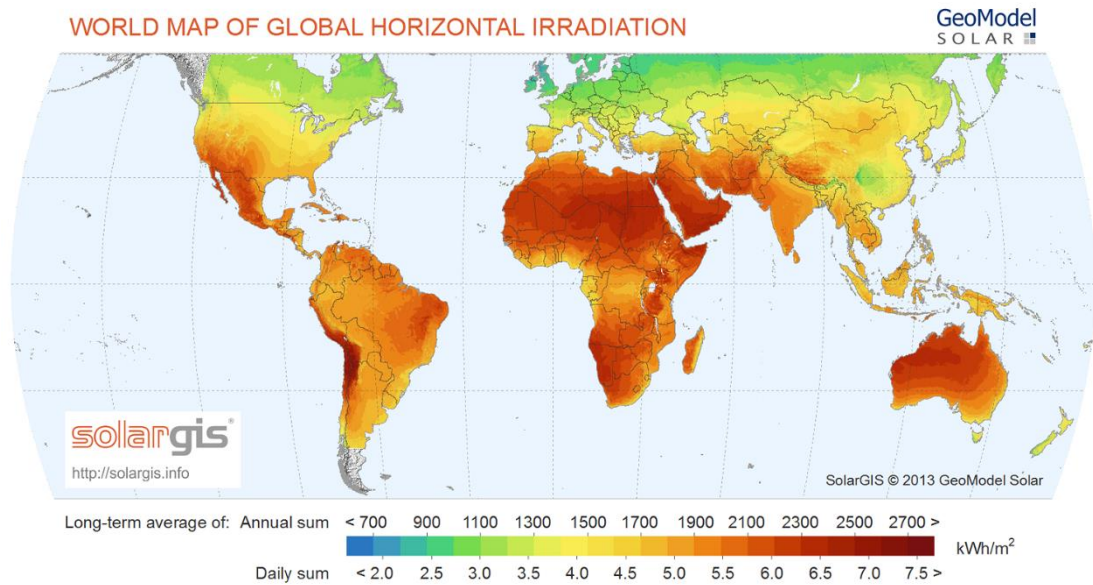 WORLD MAP OF GLOBAL HORIZONTAL IRRADIATION
GeoModel
SOLAR
solargis®
http://solargis.info
SolarGIS © 2013 GeoModel Solar
Long-term average of: Annual sum < 700 900 1100 1300 1500 1700 1900 2100 2300 2500 2700 >
kWh/m²
Daily sum < 2.0 2.5 3.0 3.5 4.0 4.5 5.0 5.5 6.0 6.5 7.0 7.5 >